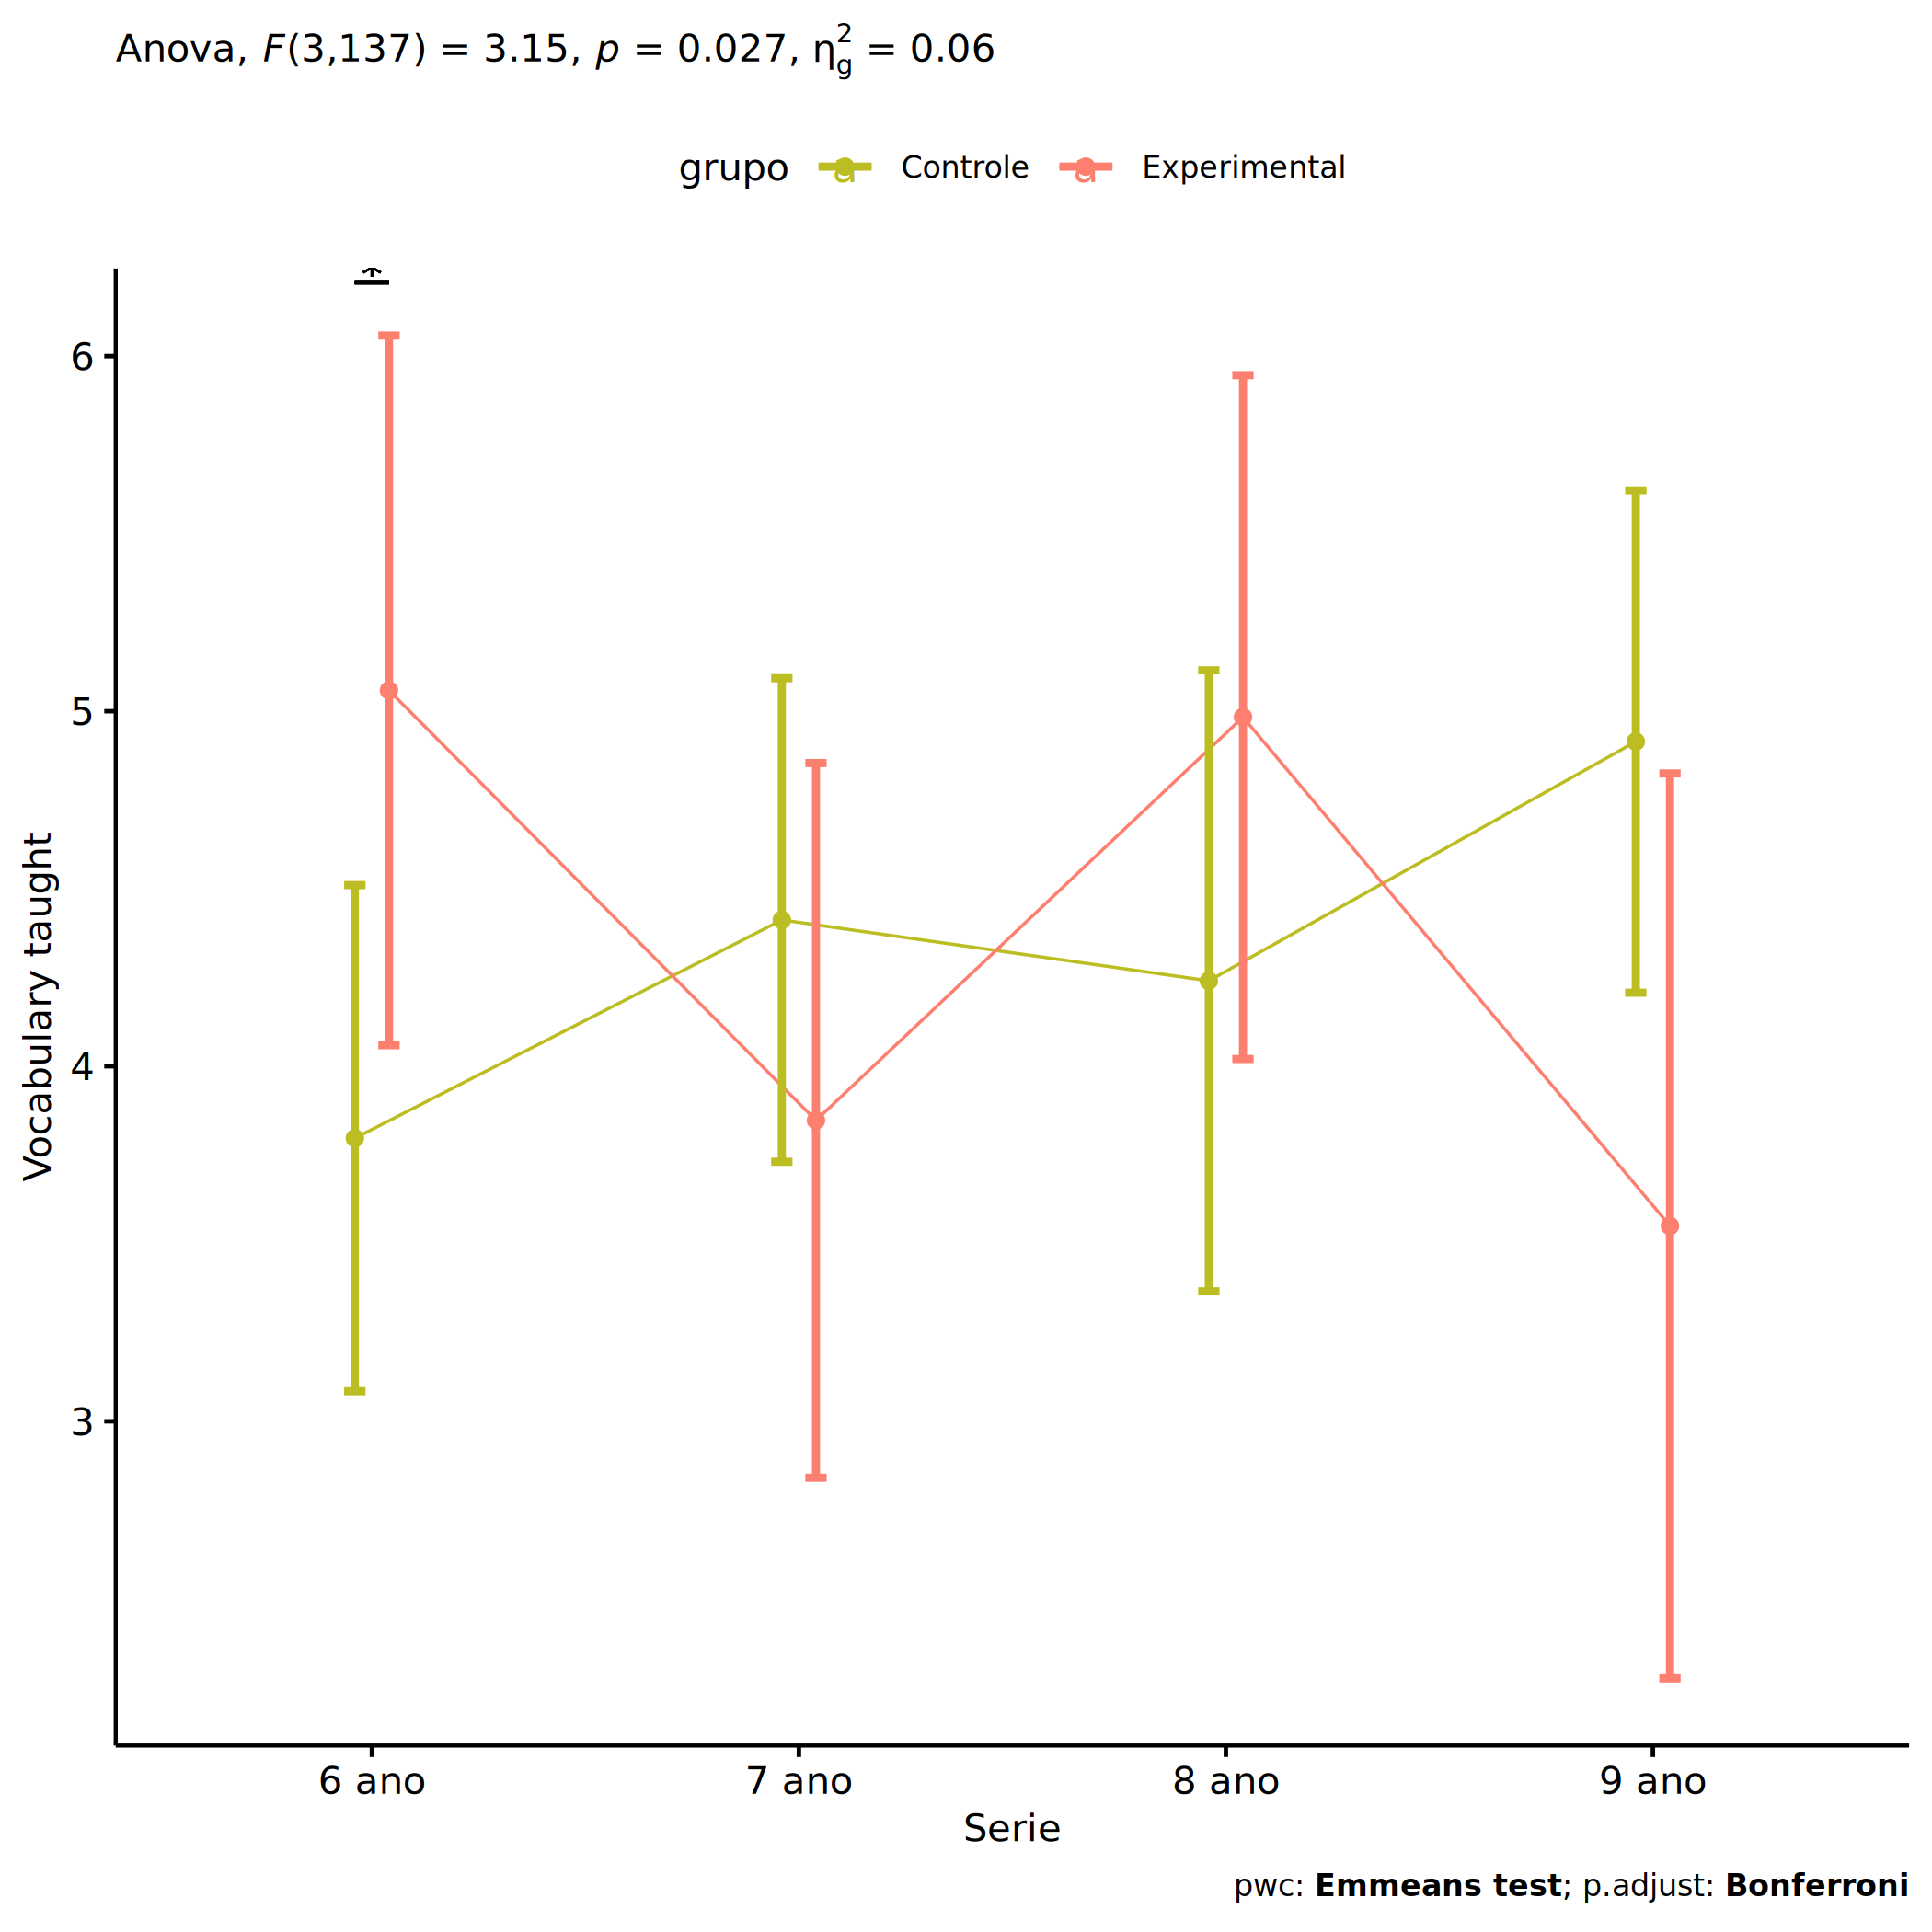 Anova, F(3,137) = 3.15, p = 0.027, η²g = 0.06
grupo Controle Experimental
*
6
5
4
3
Vocabulary taught
6 ano 7 ano 8 ano 9 ano
Serie
pwc: Emmeans test; p.adjust: Bonferroni